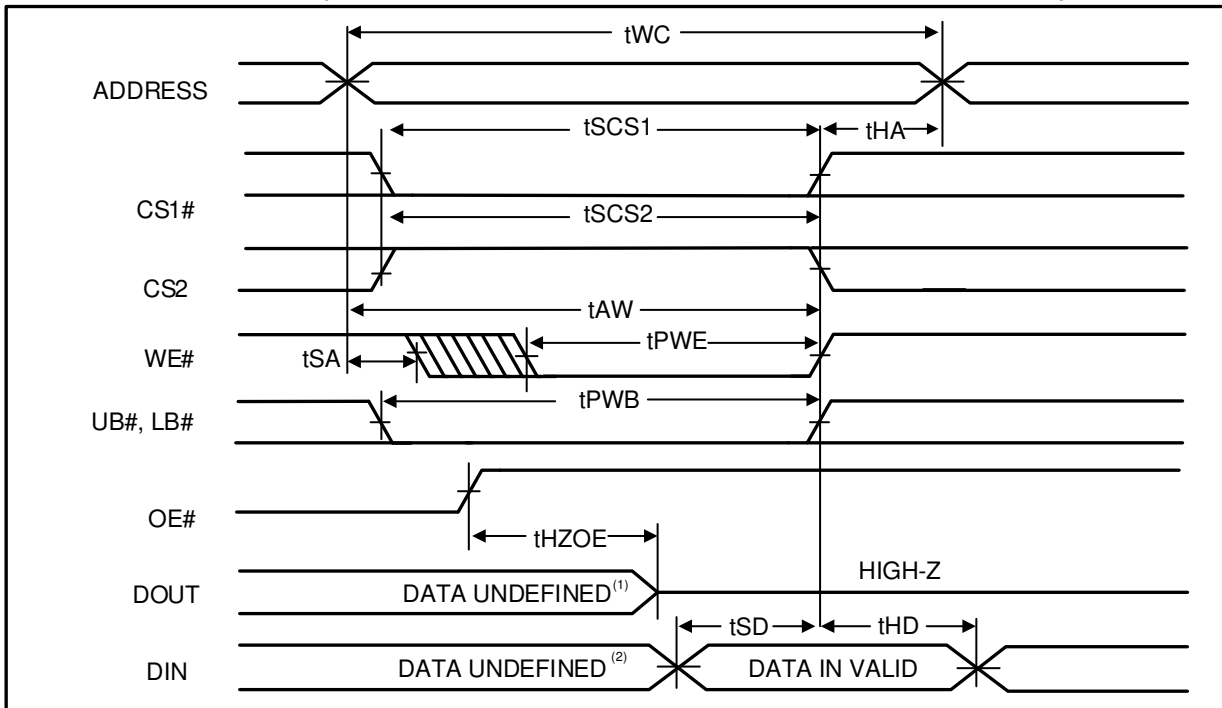 tWC
ADDRESS
tSCS1
tHA
CS1#
tSCS2
CS2
tAW
WE#
tSA
tPWE
UB#, LB#
tPWB
OE#
tHZOE
DOUT
DATA UNDEFINED(1)
HIGH-Z
tSD
tHD
DIN
DATA UNDEFINED (2)
DATA IN VALID